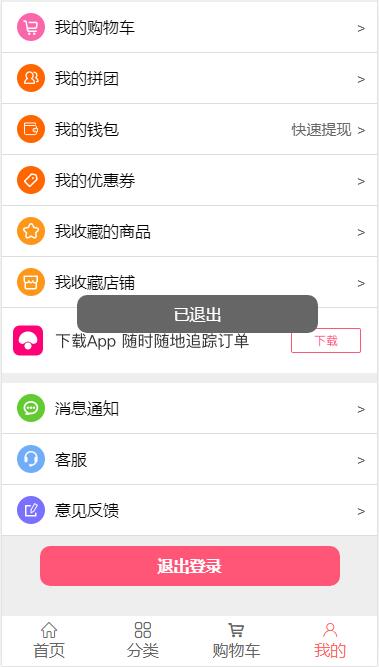 我的购物车 >
我的拼团 >
我的钱包 快速提现 >
我的优惠券 >
我收藏的商品 >
我收藏店铺 >
已退出
下载App 随时随地追踪订单 下载
消息通知 >
客服 >
意见反馈 >
退出登录
首页 分类 购物车 我的